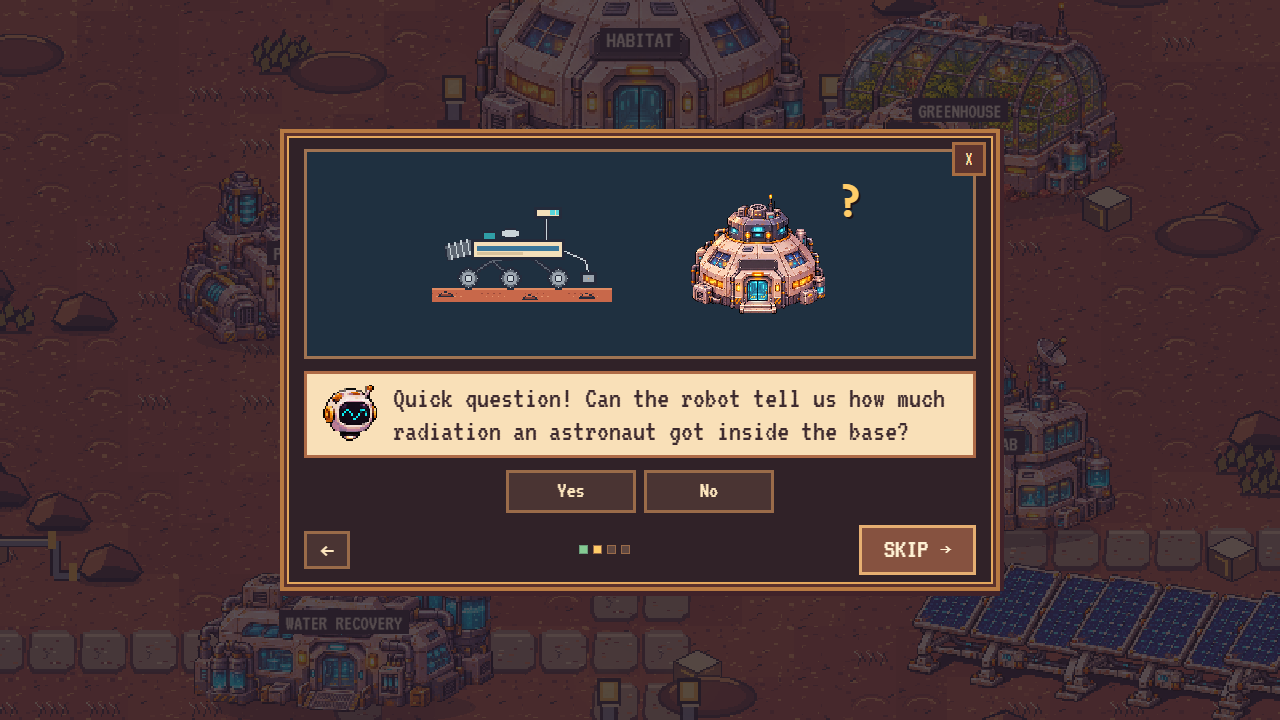 HABITAT
GREENHOUSE
X
?
Quick question! Can the robot tell us how much
radiation an astronaut got inside the base?
Yes
No
←
SKIP →
WATER RECOVERY